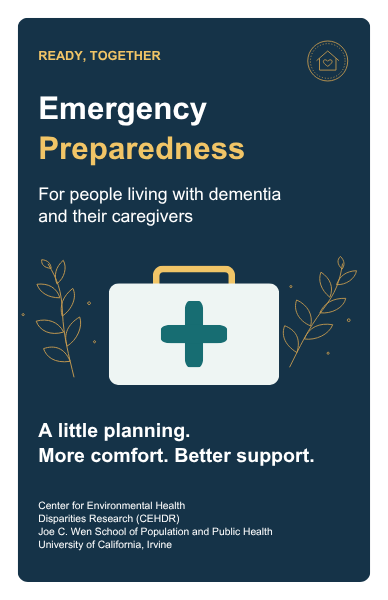 READY, TOGETHER
Emergency
Preparedness
For people living with dementia
and their caregivers
A little planning.
More comfort. Better support.
Center for Environmental Health
Disparities Research (CEHDR)
Joe C. Wen School of Population and Public Health
University of California, Irvine